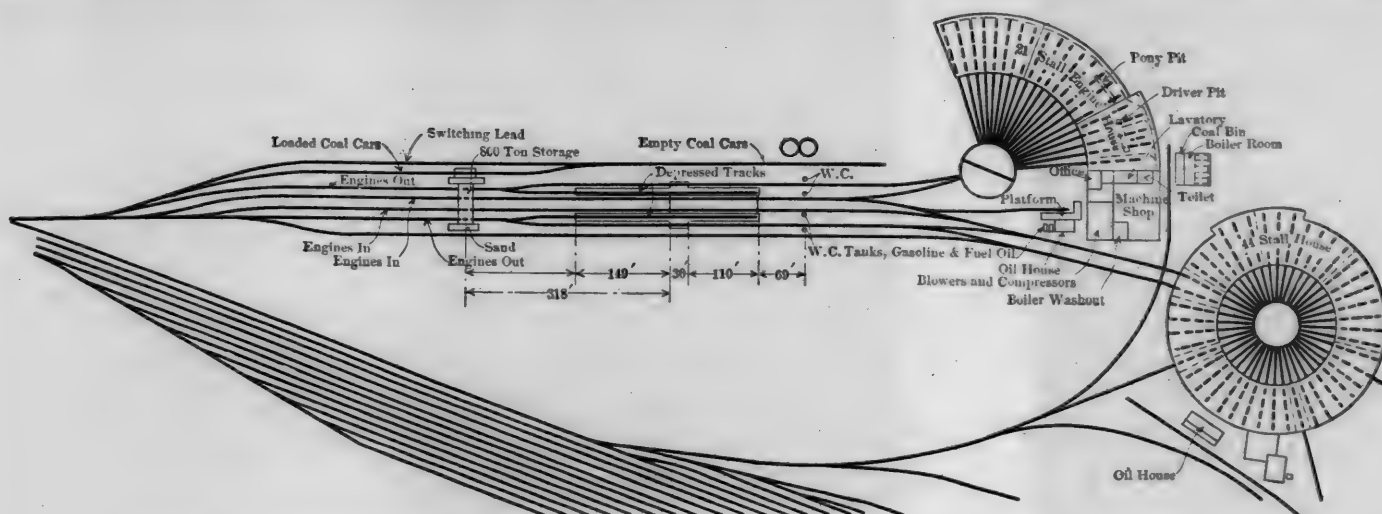 Loaded Coal Cars
Switching Lead
800 Ton Storage
Engines Out
Empty Coal Cars
Depressed Tracks
W.C.
Engines In
Engines In
Sand
Engines Out
149'
30'
110'
69'
318'
W.C. Tanks, Gasoline & Fuel Oil
21 Stall Engine House
Pony Pit
Driver Pit
Lavatory
Coal Bin
Boiler Room
Office
Platform
Machine
Shop
Toilet
Oil House
Blowers and Compressors
Boiler Washout
44 Stall House
Oil House